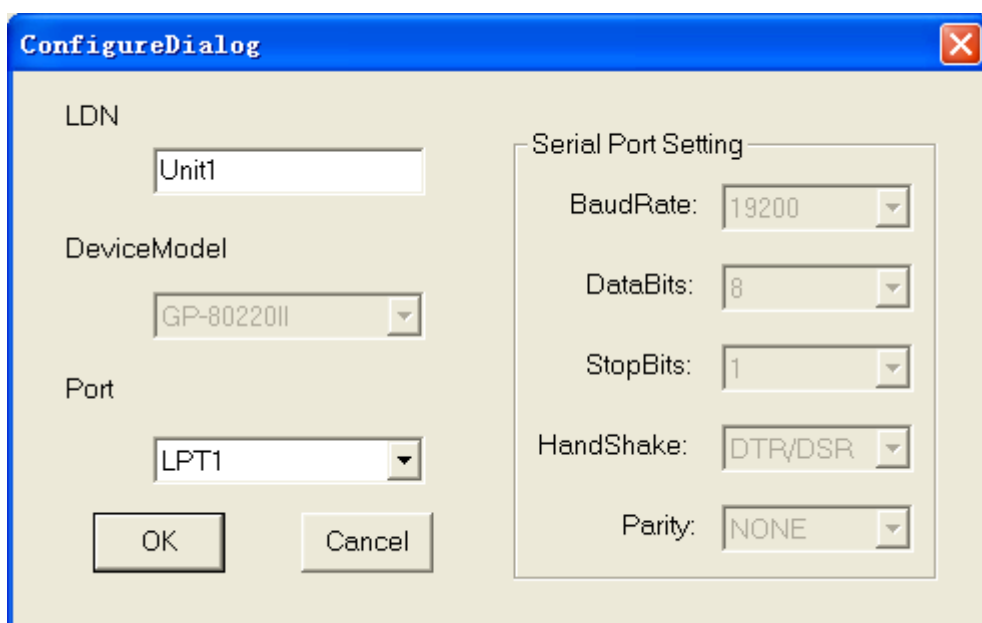 ConfigureDialog
LDN
Unit1
DeviceModel
GP-80220II
Port
LPT1
OK Cancel
Serial Port Setting
BaudRate: 19200
DataBits: 8
StopBits: 1
HandShake: DTR/DSR
Parity: NONE